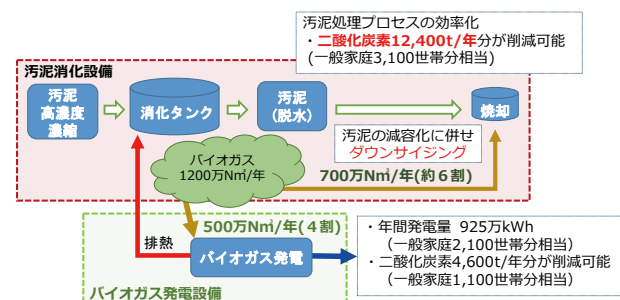 汚泥処理プロセスの効率化
・二酸化炭素12,400t/年分が削減可能
(一般家庭3,100世帯分相当)
汚泥消化設備
汚泥
高濃度
濃縮
消化タンク
汚泥
(脱水)
焼却
汚泥の減容化に併せ
ダウンサイジング
バイオガス
1200万Nm³/年
700万Nm³/年(約６割)
500万Nm³/年(４割)
排熱
バイオガス発電
・年間発電量 925万kWh
（一般家庭2,100世帯分相当）
・二酸化炭素4,600t/年分が削減可能
（一般家庭1,100世帯分相当）
バイオガス発電設備